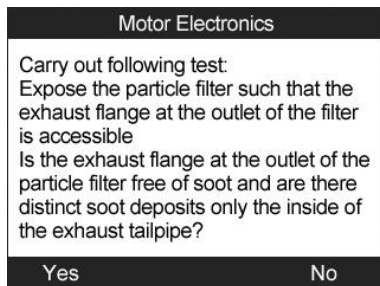 Motor Electronics
Carry out following test:
Expose the particle filter such that the
exhaust flange at the outlet of the filter
is accessible
Is the exhaust flange at the outlet of the
particle filter free of soot and are there
distinct soot deposits only the inside of
the exhaust tailpipe?
Yes No